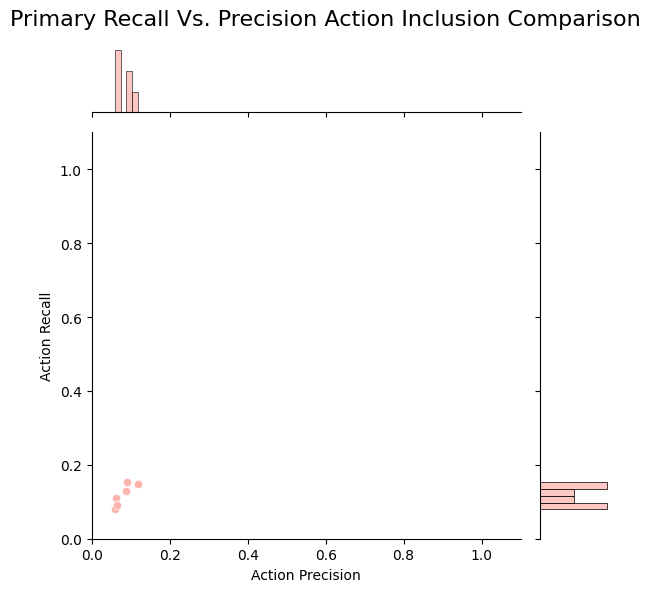 Primary Recall Vs. Precision Action Inclusion Comparison
1.0
0.8
0.6
0.4
0.2
0.0
Action Recall
0.0 0.2 0.4 0.6 0.8 1.0
Action Precision